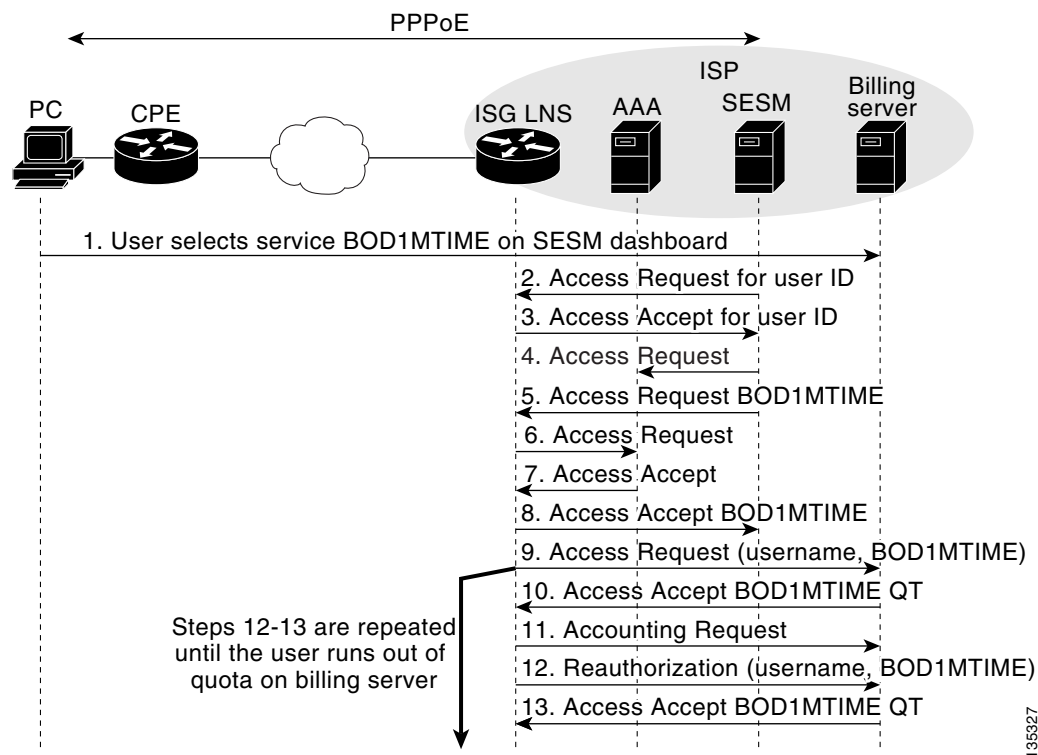 PPPoE
ISP
PC
CPE
ISG LNS
AAA
SESM
Billing
server
1. User selects service BOD1MTIME on SESM dashboard
2. Access Request for user ID
3. Access Accept for user ID
4. Access Request
5. Access Request BOD1MTIME
6. Access Request
7. Access Accept
8. Access Accept BOD1MTIME
9. Access Request (username, BOD1MTIME)
10. Access Accept BOD1MTIME QT
Steps 12-13 are repeated
until the user runs out of
quota on billing server
11. Accounting Request
12. Reauthorization (username, BOD1MTIME)
13. Access Accept BOD1MTIME QT
135327